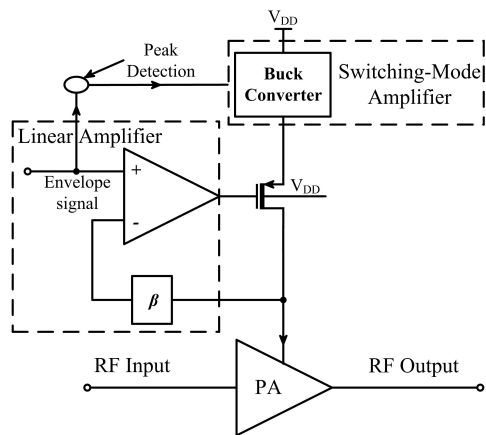 V_DD
Peak
Detection
Buck
Converter
Switching-Mode
Amplifier
Linear Amplifier
Envelope
signal
+
-
V_DD
β
RF Input
PA
RF Output